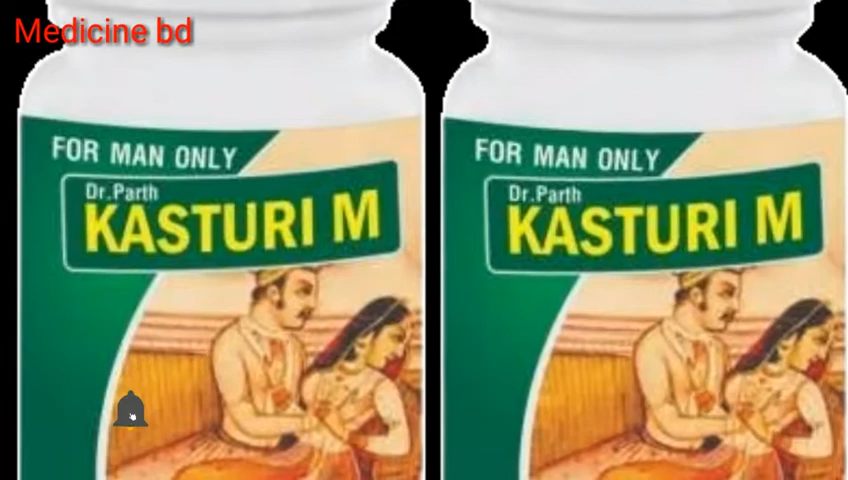 Medicine bd
FOR MAN ONLY
Dr.Parth
KASTURI M
FOR MAN ONLY
Dr.Parth
KASTURI M